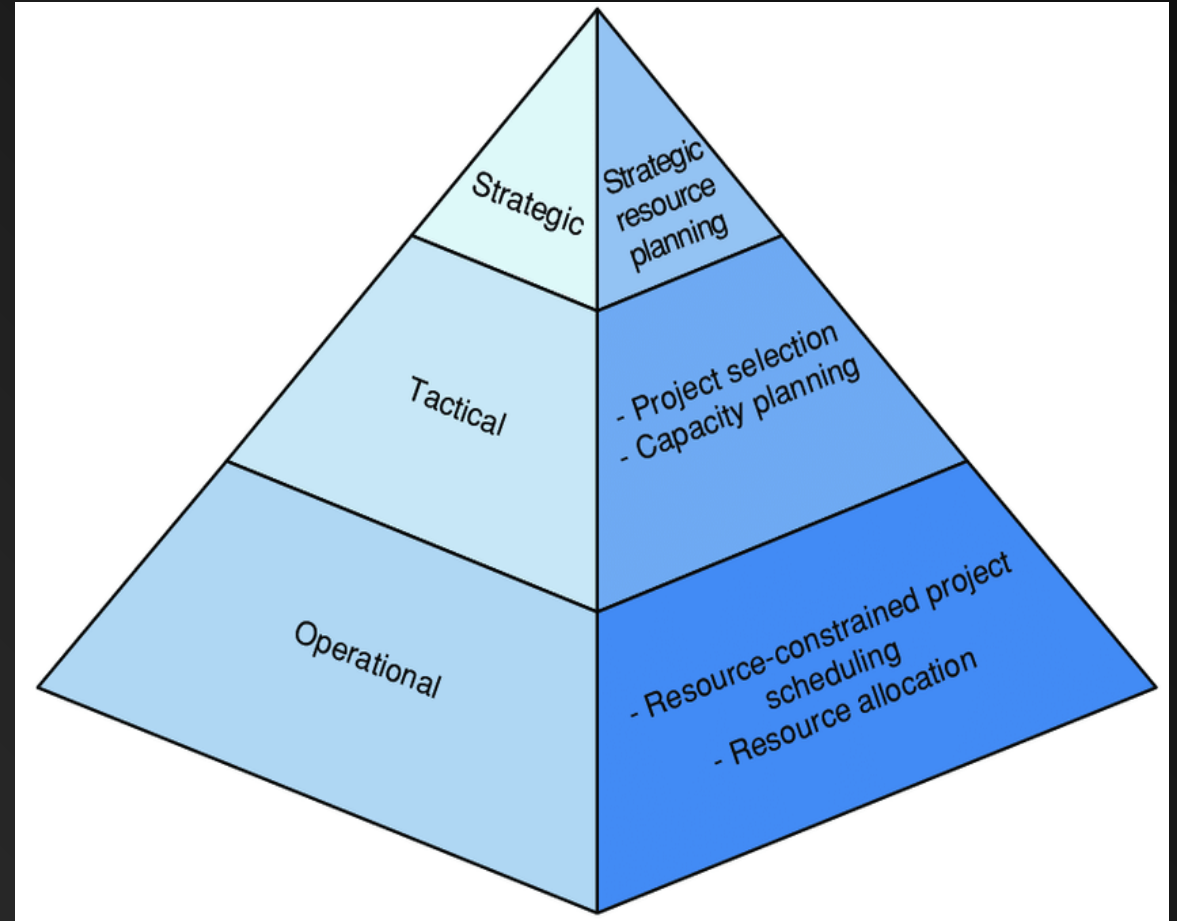 Strategic
Strategic
resource
planning
Tactical
- Project selection
- Capacity planning
Operational
- Resource-constrained project
scheduling
- Resource allocation